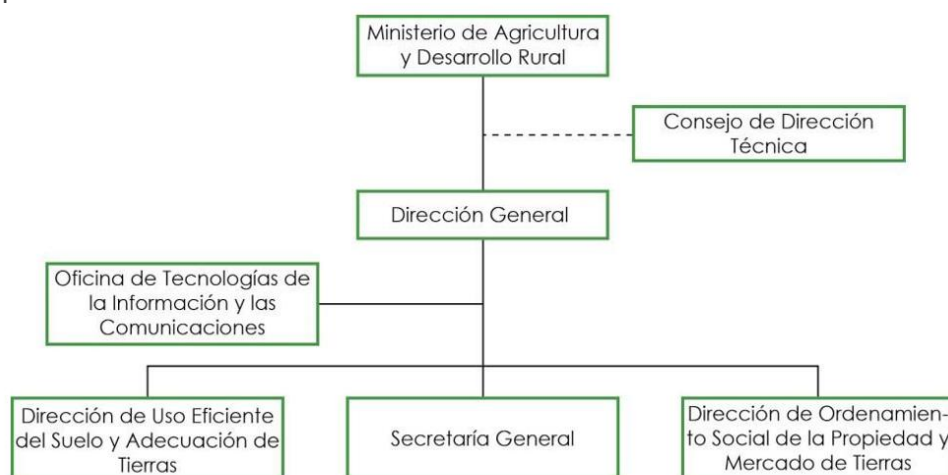 Ministerio de Agricultura
y Desarrollo Rural
Consejo de Dirección
Técnica
Dirección General
Oficina de Tecnologías de
la Información y las
Comunicaciones
Dirección de Uso Eficiente
del Suelo y Adecuación de
Tierras
Secretaría General
Dirección de Ordenamien-
to Social de la Propiedad y
Mercado de Tierras